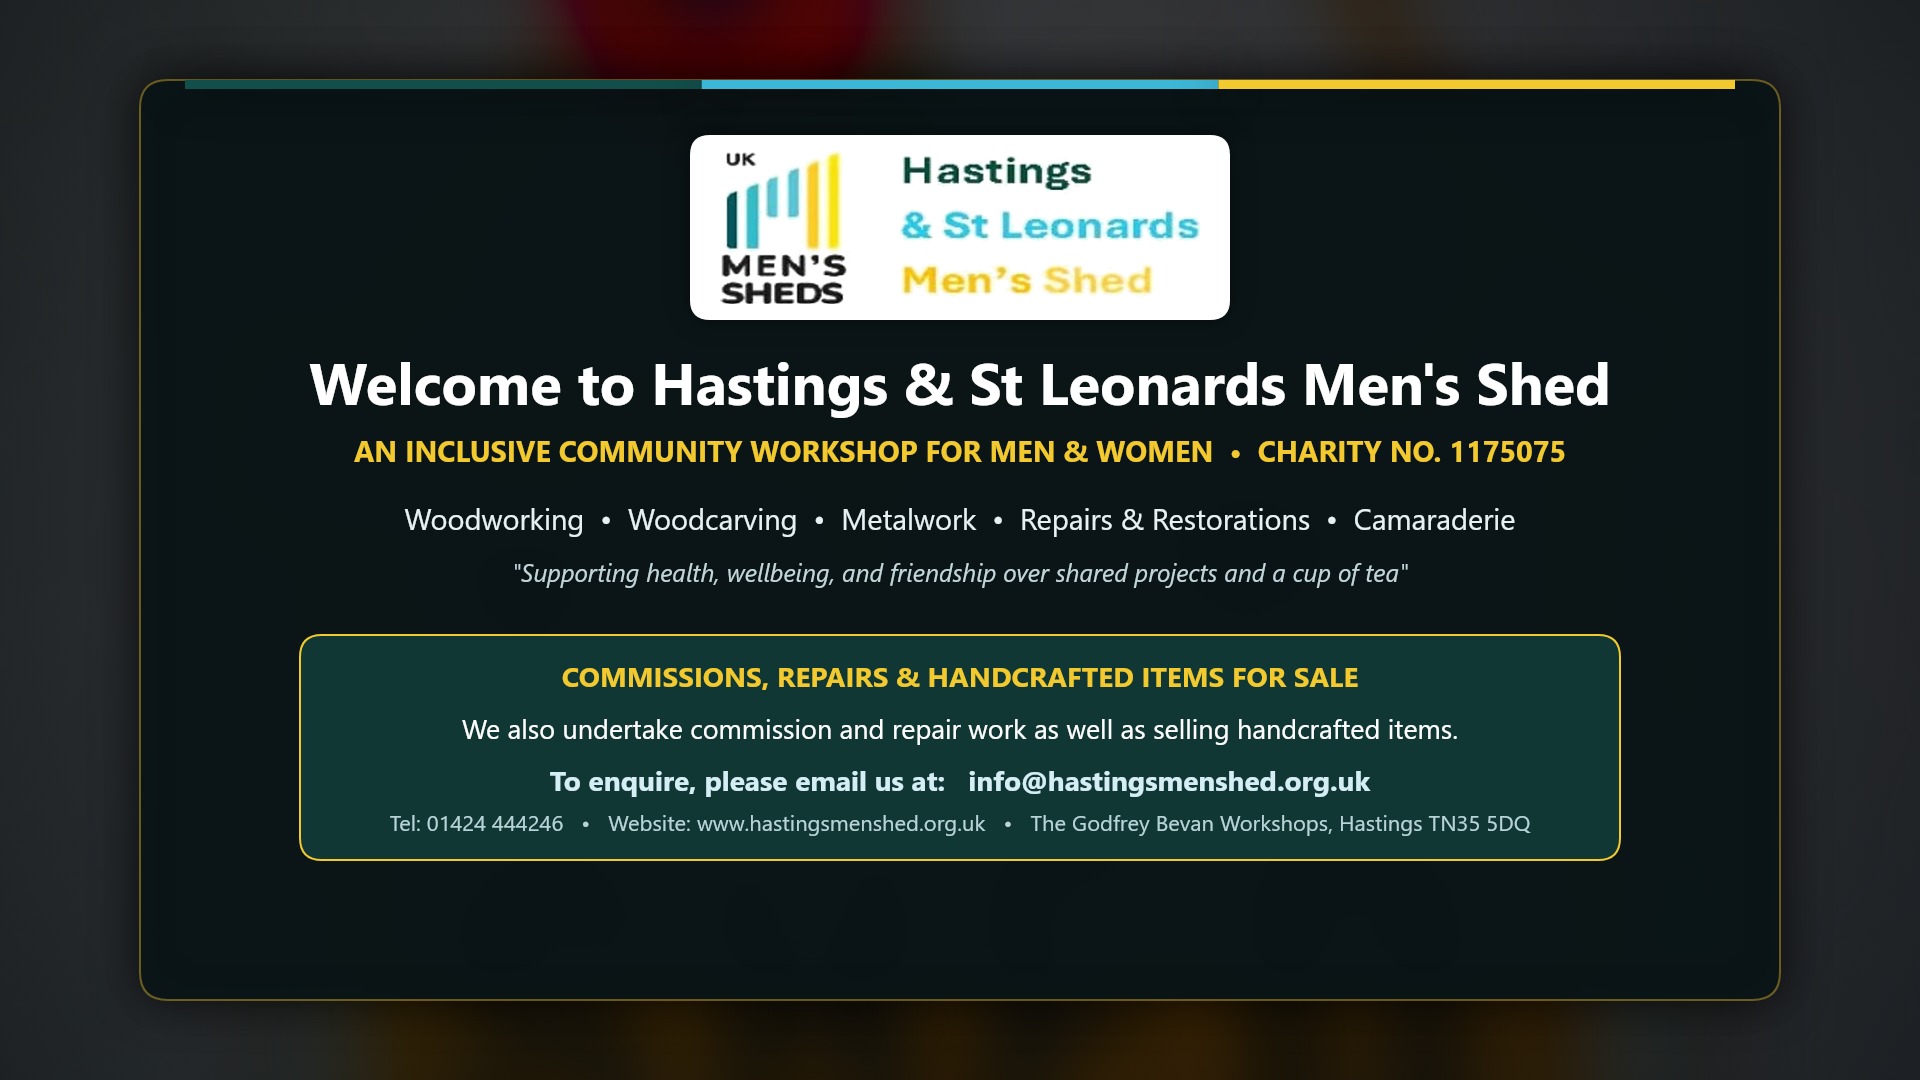 UK
MEN'S
SHEDS
Hastings
& St Leonards
Men's Shed
Welcome to Hastings & St Leonards Men's Shed
AN INCLUSIVE COMMUNITY WORKSHOP FOR MEN & WOMEN • CHARITY NO. 1175075
Woodworking • Woodcarving • Metalwork • Repairs & Restorations • Camaraderie
"Supporting health, wellbeing, and friendship over shared projects and a cup of tea"
COMMISSIONS, REPAIRS & HANDCRAFTED ITEMS FOR SALE
We also undertake commission and repair work as well as selling handcrafted items.
To enquire, please email us at: info@hastingsmenshed.org.uk
Tel: 01424 444246 • Website: www.hastingsmenshed.org.uk • The Godfrey Bevan Workshops, Hastings TN35 5DQ